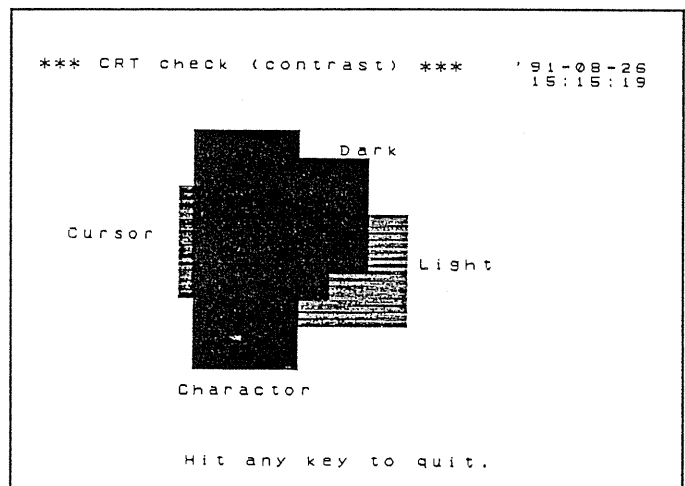 *** CRT check (contrast) *** '91-08-26
15:15:19
Dark
Cursor
Light
Charactor
Hit any key to quit.